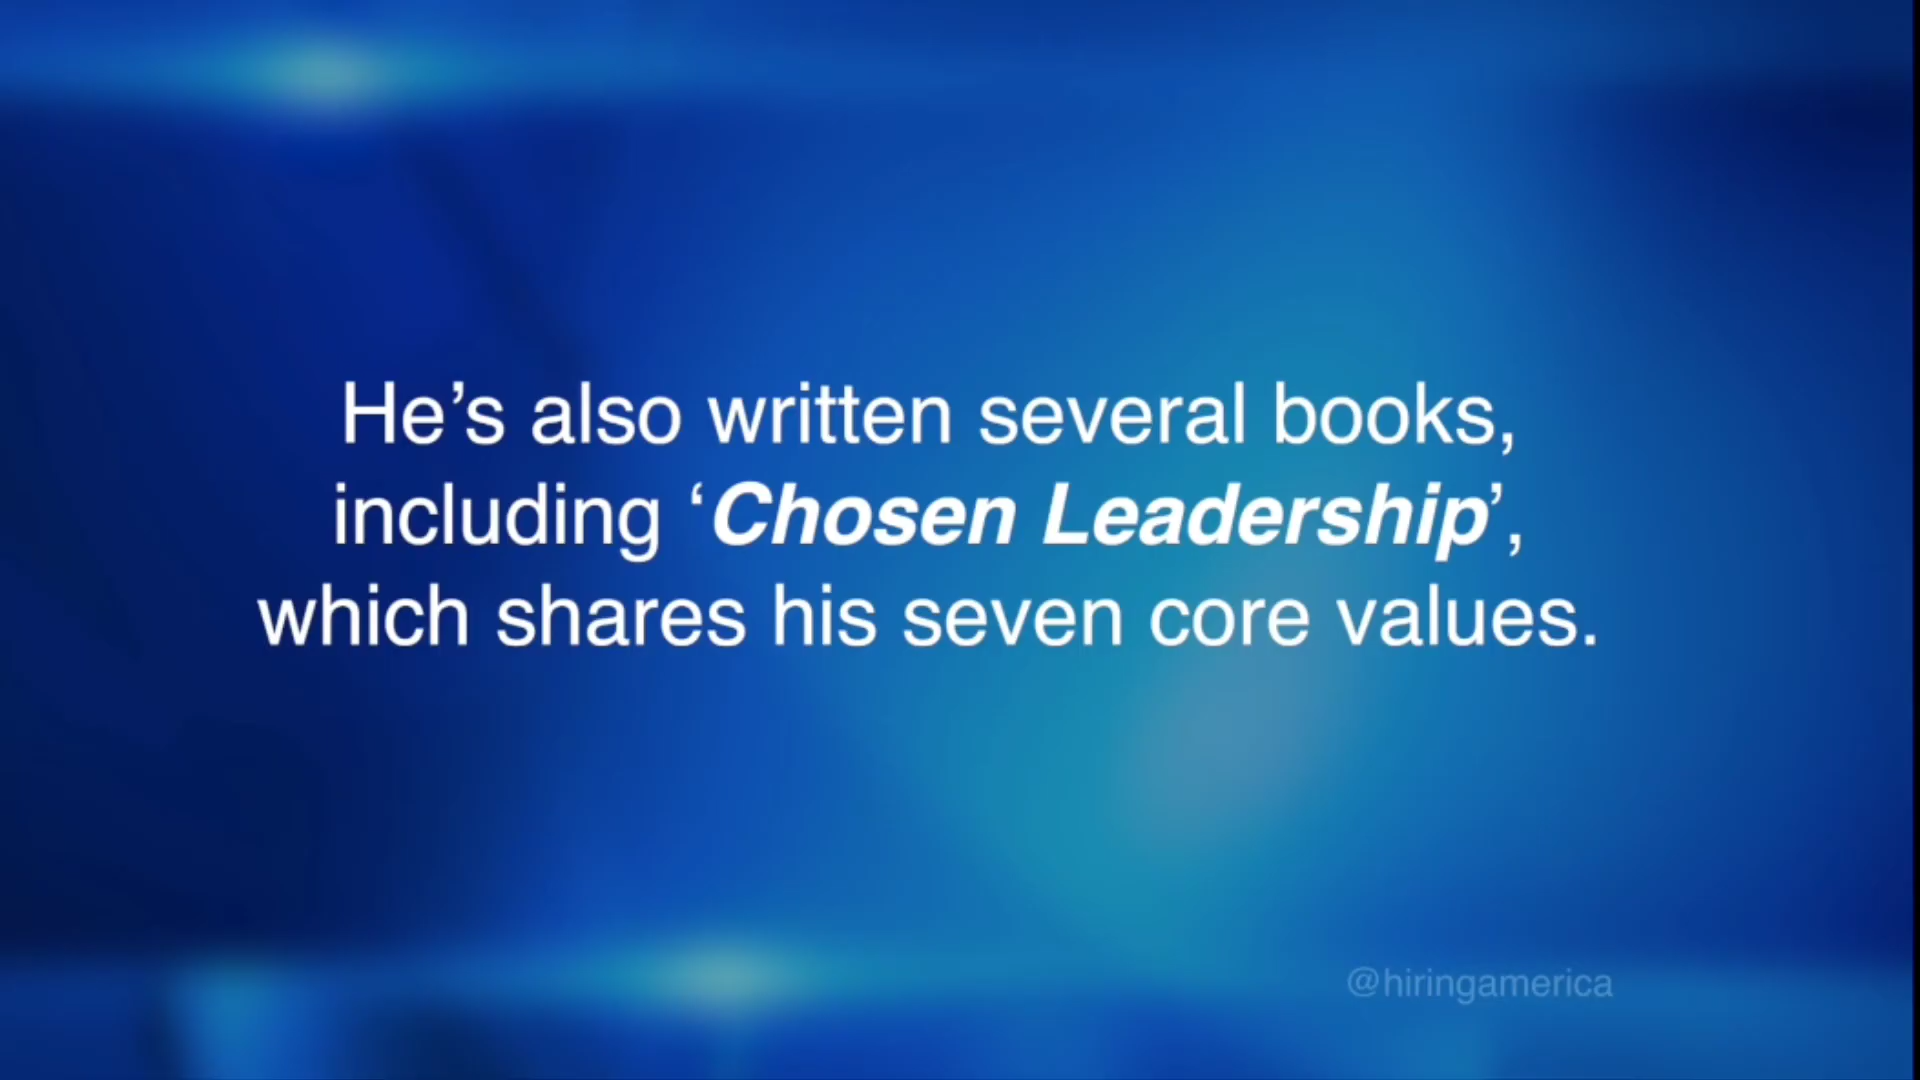 He’s also written several books,
including ‘Chosen Leadership’,
which shares his seven core values.
@hiringamerica